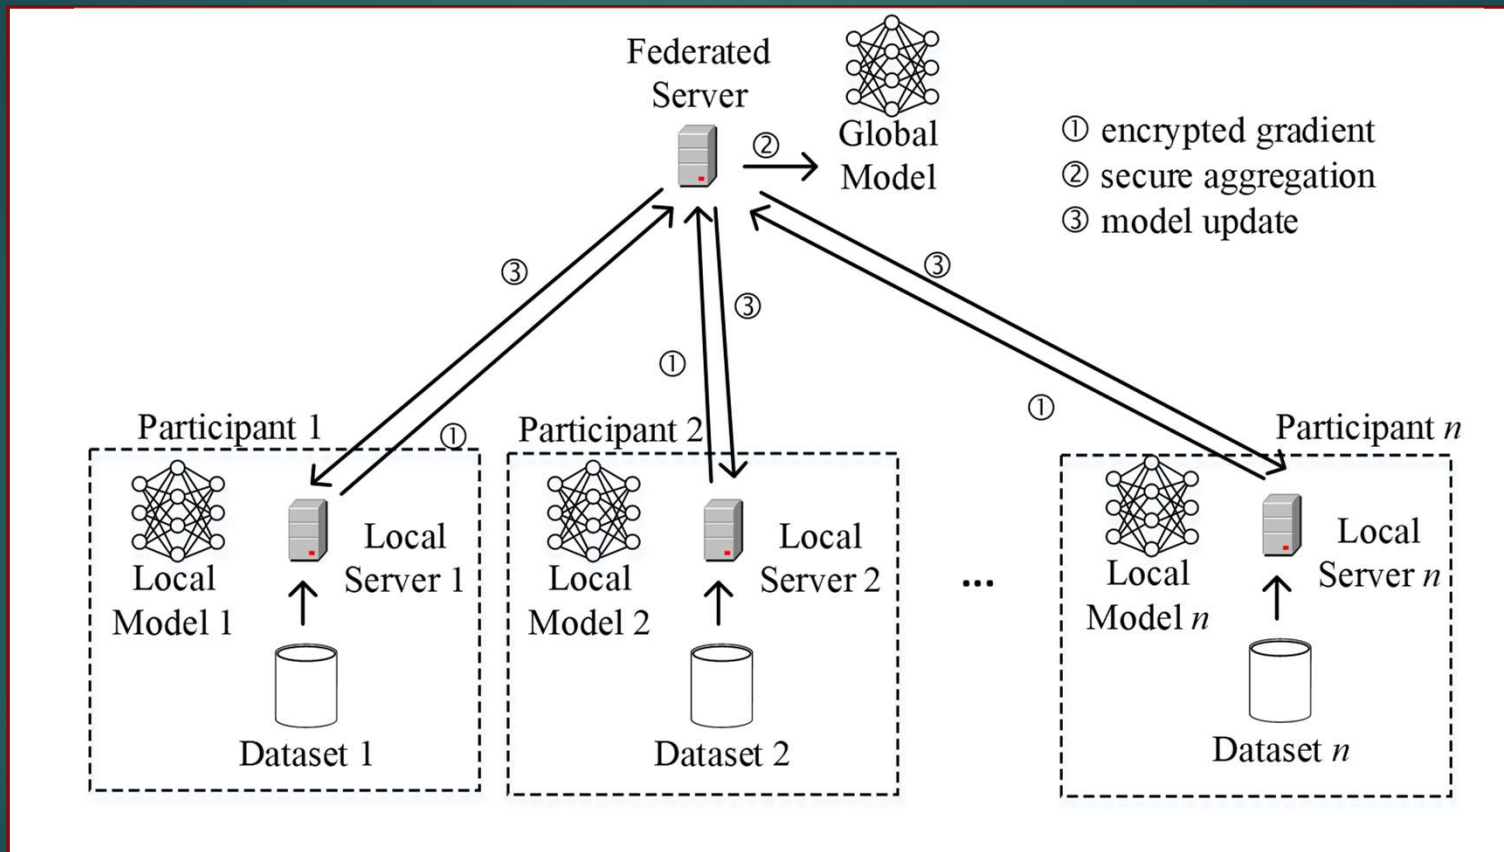 Federated
Server
②
Global
Model
① encrypted gradient
② secure aggregation
③ model update
③
③
③
①
①
①
Participant 1
Local
Model 1
Local
Server 1
Dataset 1
Participant 2
Local
Model 2
Local
Server 2
Dataset 2
...
Participant n
Local
Model n
Local
Server n
Dataset n